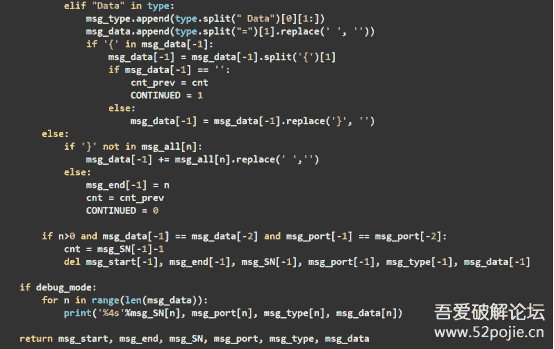 elif "Data" in type:
msg_type.append(type.split(" Data")[0][1:])
msg_data.append(type.split("=")[1].replace(' ', ''))
if '{' in msg_data[-1]:
msg_data[-1] = msg_data[-1].split('{')[1]
if msg_data[-1] == '':
cnt_prev = cnt
CONTINUED = 1
else:
msg_data[-1] = msg_data[-1].replace('}', '')
else:
if '}' not in msg_all[n]:
msg_data[-1] += msg_all[n].replace(' ','')
else:
msg_end[-1] = n
cnt = cnt_prev
CONTINUED = 0
if n>0 and msg_data[-1] == msg_data[-2] and msg_port[-1] == msg_port[-2]:
cnt = msg_SN[-1]-1
del msg_start[-1], msg_end[-1], msg_SN[-1], msg_port[-1], msg_type[-1], msg_data[-1]
if debug_mode:
for n in range(len(msg_data)):
print('%4s'%msg_SN[n], msg_port[n], msg_type[n], msg_data[n])
return msg_start, msg_end, msg_SN, msg_port, msg_type, msg_data
吾爱破解论坛
www.52pojie.cn